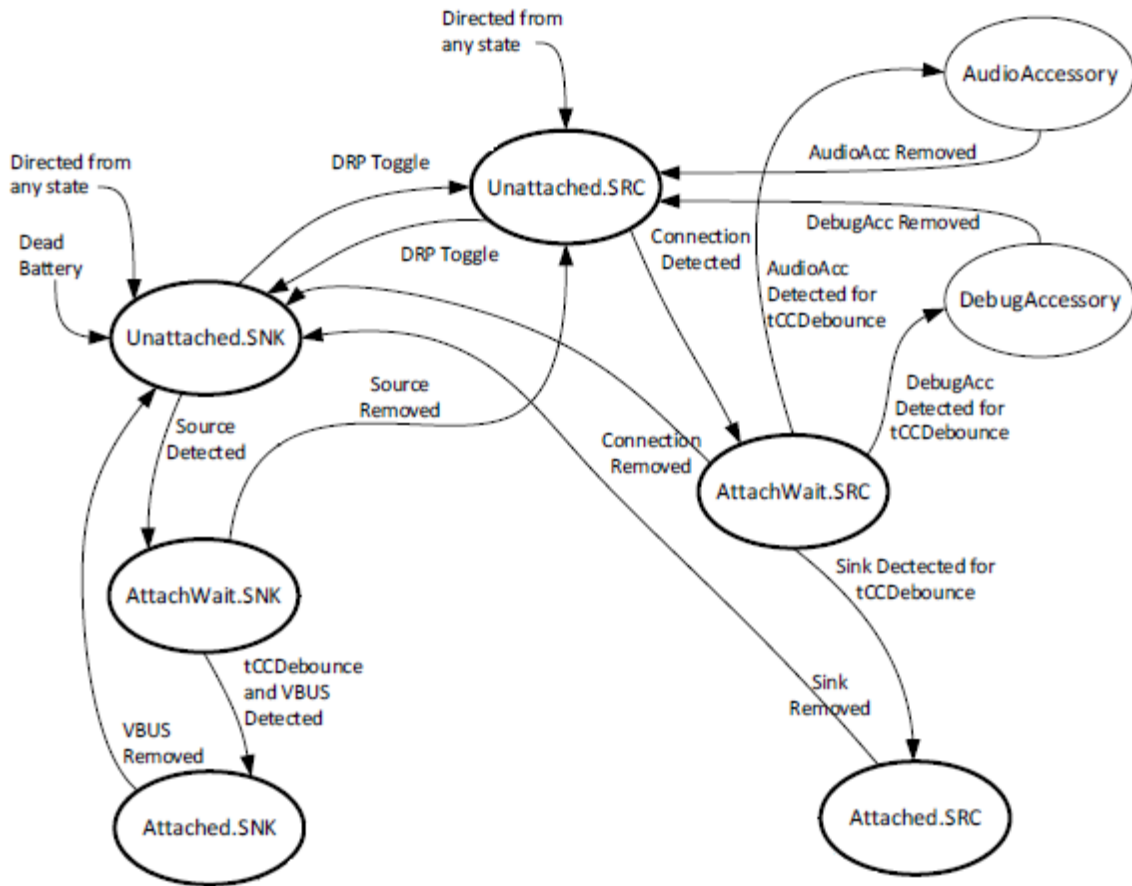 Directed from
any state
AudioAccessory
AudioAcc Removed
Directed from
any state
DRP Toggle
Unattached.SRC
DebugAcc Removed
Dead
Battery
DRP Toggle
Connection
Detected
AudioAcc
Detected for
tCCDebounce
DebugAccessory
Unattached.SNK
Source
Removed
DebugAcc
Detected for
tCCDebounce
Source
Detected
Connection
Removed
AttachWait.SRC
AttachWait.SNK
Sink Dectected for
tCCDebounce
tCCDebounce
and VBUS
Detected
Sink
Removed
VBUS
Removed
Attached.SNK
Attached.SRC